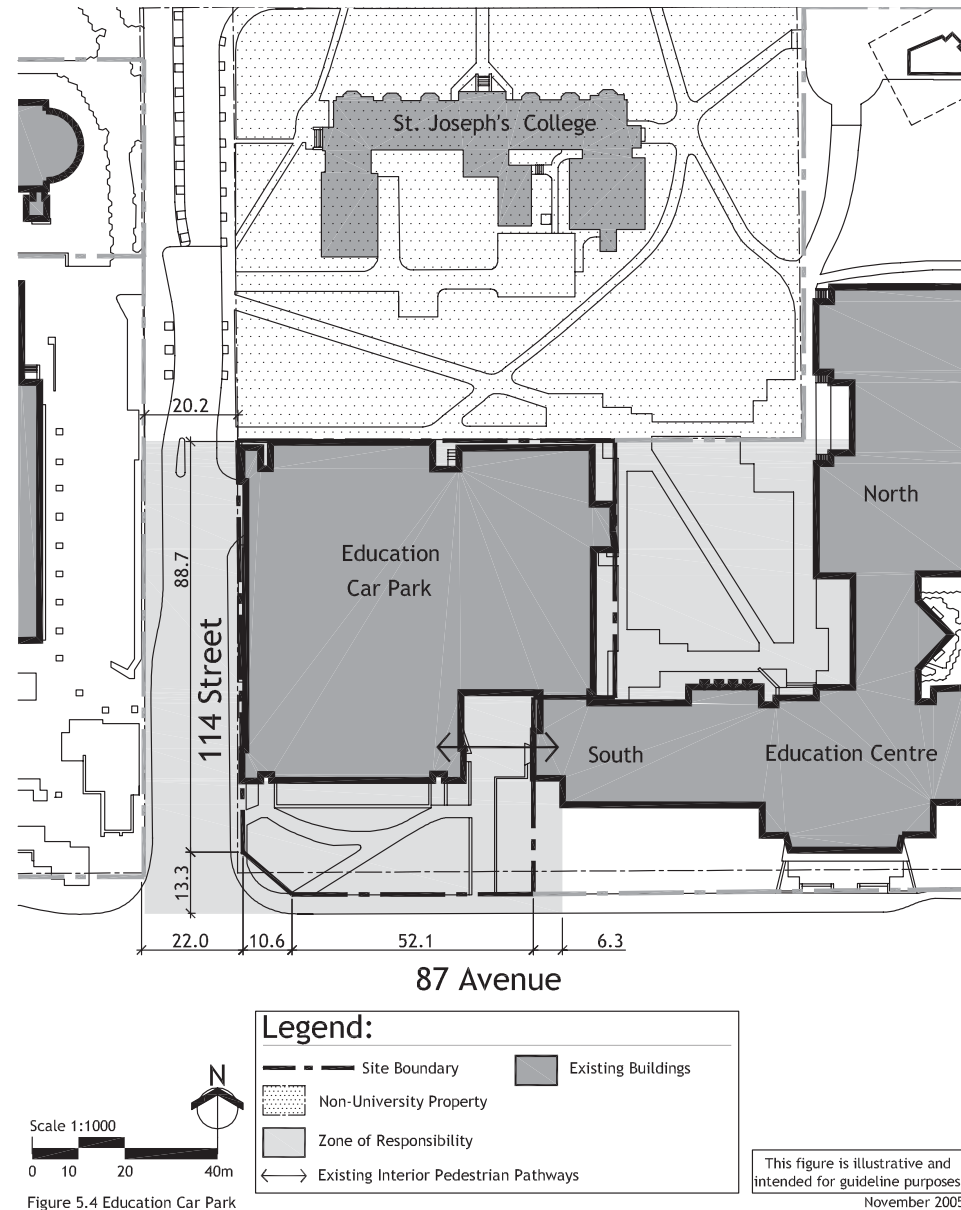 St. Joseph's College
20.2
North
Education
Car Park
88.7
114 Street
South
Education Centre
13.3
22.0
10.6
52.1
6.3
87 Avenue
Legend:
Site Boundary
Existing Buildings
Non-University Property
Zone of Responsibility
Existing Interior Pedestrian Pathways
N
Scale 1:1000
0
10
20
40m
Figure 5.4 Education Car Park
This figure is illustrative and
intended for guideline purposes
November 2005